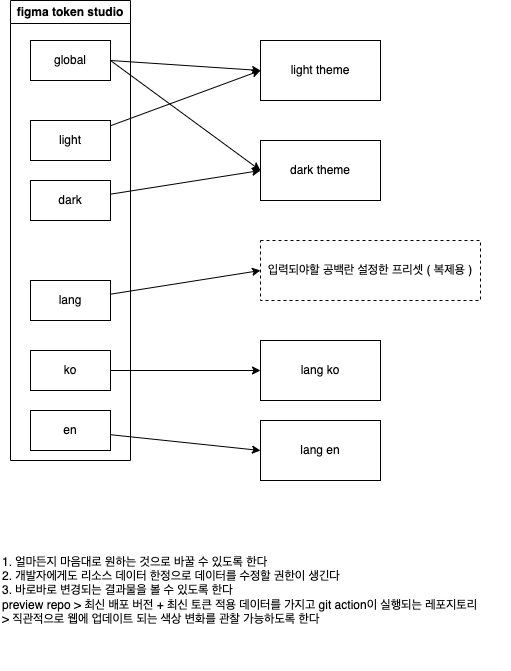 figma token studio
global
light theme
light
dark theme
dark
입력되야할 공백란 설정한 프리셋 ( 복제용 )
lang
ko
lang ko
en
lang en
1. 얼마든지 마음대로 원하는 것으로 바꿀 수 있도록 한다
2. 개발자에게도 리소스 데이터 한정으로 데이터를 수정할 권한이 생긴다
3. 바로바로 변경되는 결과물을 볼 수 있도록 한다
preview repo > 최신 배포 버전 + 최신 토큰 적용 데이터를 가지고 git action이 실행되는 레포지토리
> 직관적으로 웹에 업데이트 되는 색상 변화를 관찰 가능하도록 한다